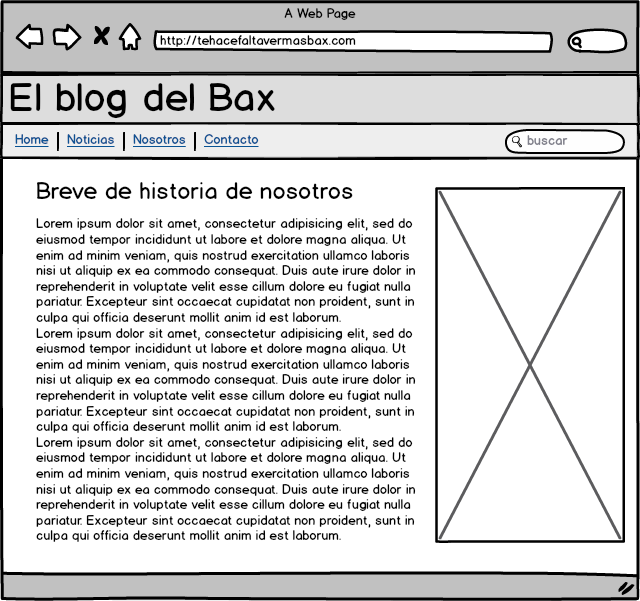 A Web Page
http://tehacefaltavermasbax.com
El blog del Bax
Home Noticias Nosotros Contacto buscar
Breve de historia de nosotros
Lorem ipsum dolor sit amet, consectetur adipisicing elit, sed do
eiusmod tempor incididunt ut labore et dolore magna aliqua. Ut
enim ad minim veniam, quis nostrud exercitation ullamco laboris
nisi ut aliquip ex ea commodo consequat. Duis aute irure dolor in
reprehenderit in voluptate velit esse cillum dolore eu fugiat nulla
pariatur. Excepteur sint occaecat cupidatat non proident, sunt in
culpa qui officia deserunt mollit anim id est laborum.
Lorem ipsum dolor sit amet, consectetur adipisicing elit, sed do
eiusmod tempor incididunt ut labore et dolore magna aliqua. Ut
enim ad minim veniam, quis nostrud exercitation ullamco laboris
nisi ut aliquip ex ea commodo consequat. Duis aute irure dolor in
reprehenderit in voluptate velit esse cillum dolore eu fugiat nulla
pariatur. Excepteur sint occaecat cupidatat non proident, sunt in
culpa qui officia deserunt mollit anim id est laborum.
Lorem ipsum dolor sit amet, consectetur adipisicing elit, sed do
eiusmod tempor incididunt ut labore et dolore magna aliqua. Ut
enim ad minim veniam, quis nostrud exercitation ullamco laboris
nisi ut aliquip ex ea commodo consequat. Duis aute irure dolor in
reprehenderit in voluptate velit esse cillum dolore eu fugiat nulla
pariatur. Excepteur sint occaecat cupidatat non proident, sunt in
culpa qui officia deserunt mollit anim id est laborum.